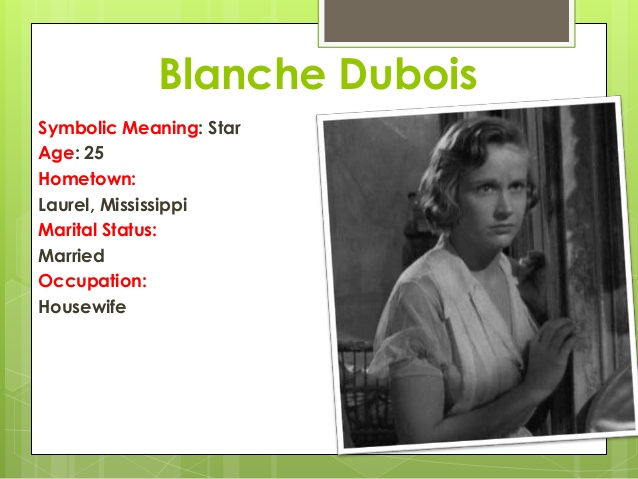 Blanche Dubois
Symbolic Meaning: Star
Age: 25
Hometown:
Laurel, Mississippi
Marital Status:
Married
Occupation:
Housewife